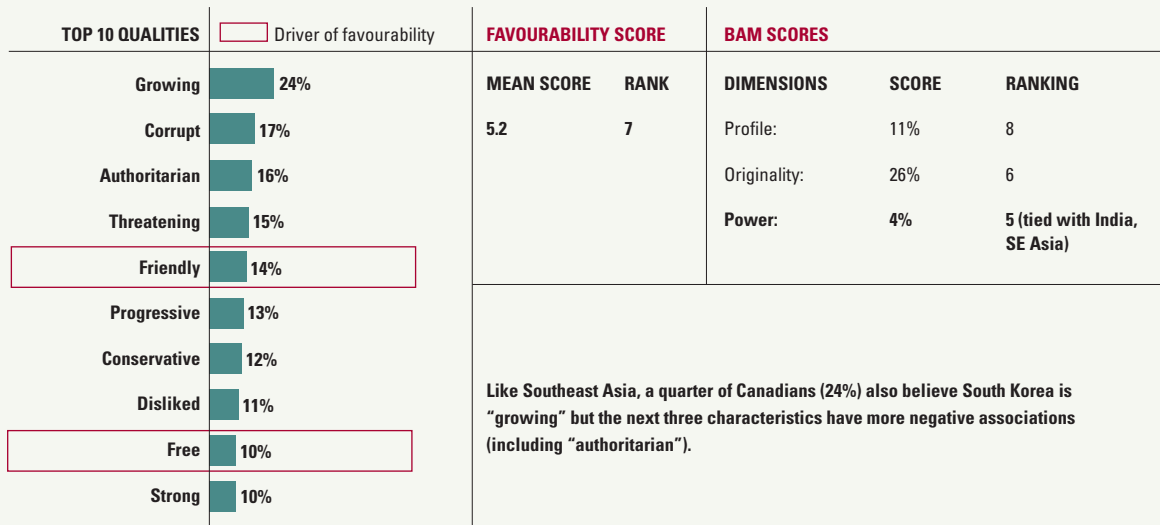 TOP 10 QUALITIES
Driver of favourability
Growing 24%
Corrupt 17%
Authoritarian 16%
Threatening 15%
Friendly 14%
Progressive 13%
Conservative 12%
Disliked 11%
Free 10%
Strong 10%
FAVOURABILITY SCORE
MEAN SCORE RANK
5.2 7
BAM SCORES
DIMENSIONS SCORE RANKING
Profile: 11% 8
Originality: 26% 6
Power: 4% 5 (tied with India,
SE Asia)
Like Southeast Asia, a quarter of Canadians (24%) also believe South Korea is
“growing” but the next three characteristics have more negative associations
(including “authoritarian”).